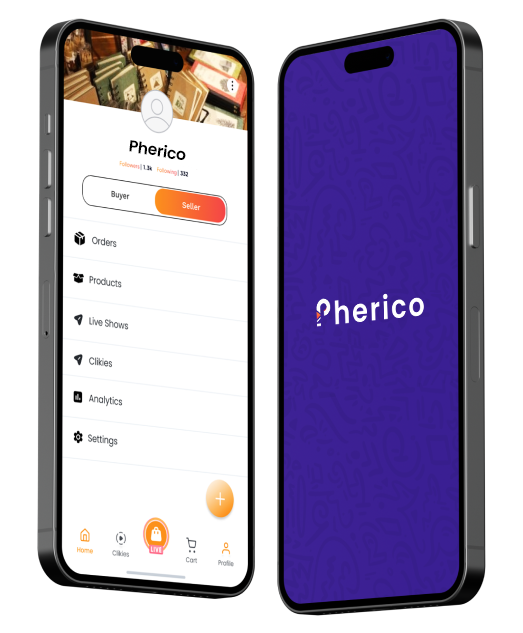 Pherico
Followers| 1.3k Following| 332
Buyer Seller
Orders
Products
Live Shows
Clikies
Analytics
Settings
LIVE
Home Clikies Cart Profile
Pherico